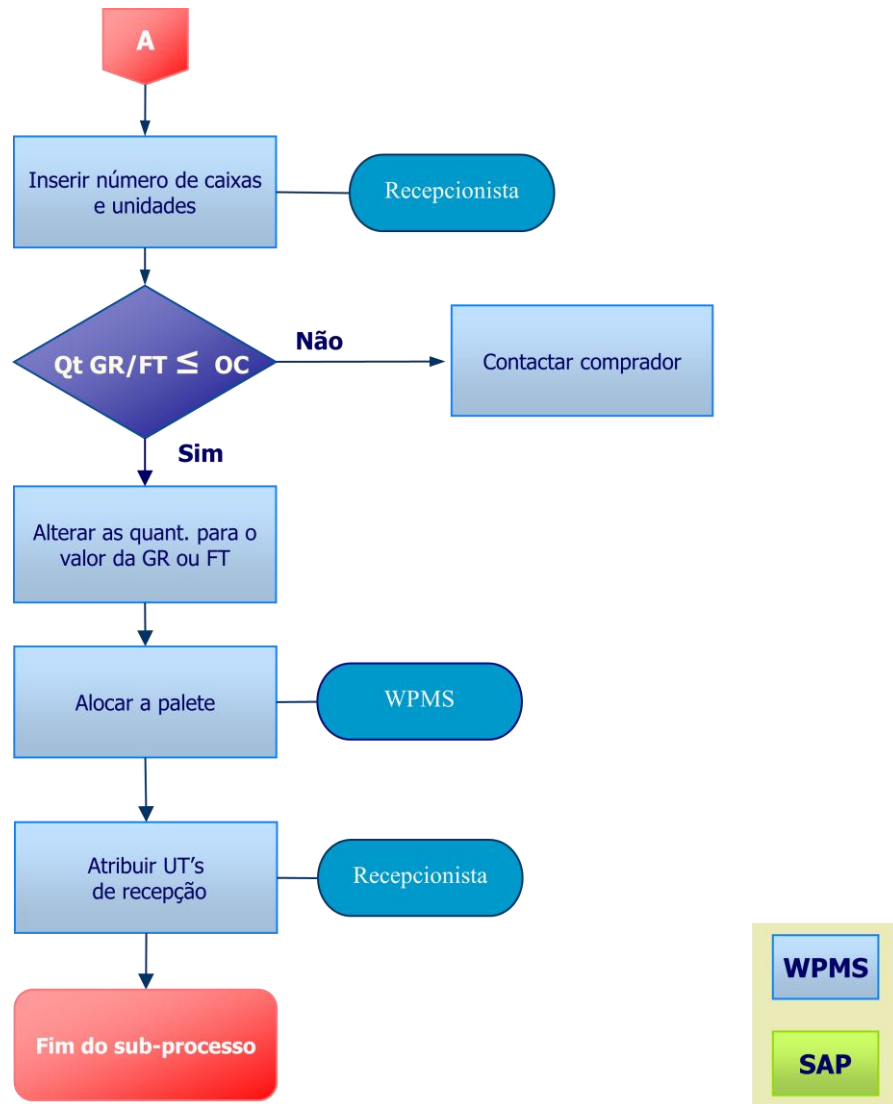 A
Inserir número de caixas
e unidades
Recepcionista
Qt GR/FT ≤ OC
Não
Contactar comprador
Sim
Alterar as quant. para o
valor da GR ou FT
Alocar a palete
WPMS
Atribuir UT’s
de recepção
Recepcionista
Fim do sub-processo
WPMS
SAP